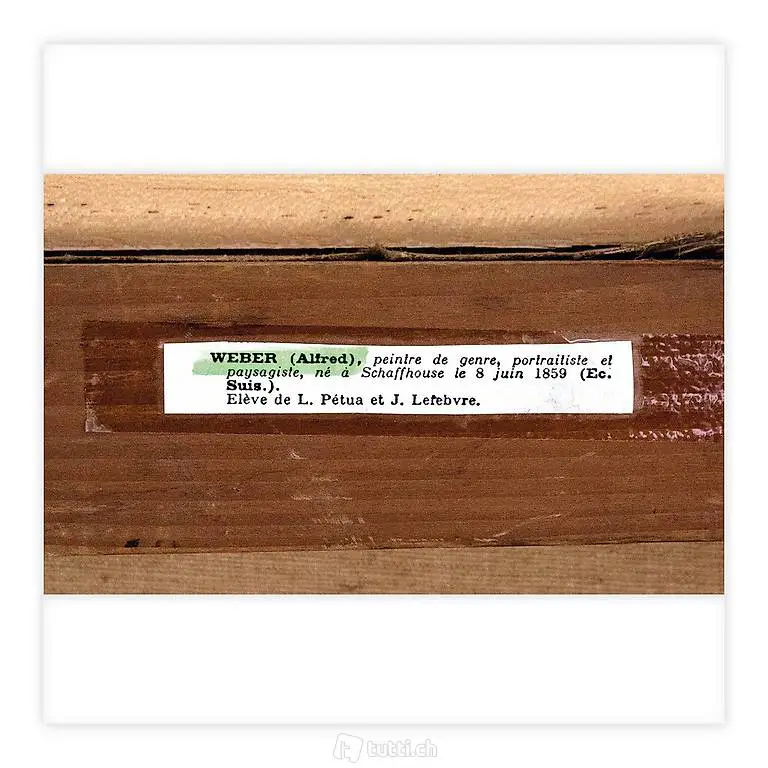 WEBER (Alfred), peintre de genre, portraitiste et
paysagiste, né à Schaffhouse le 8 juin 1859 (Ec.
Suis.).
Elève de L. Pétua et J. Lefebvre.
tutti.ch